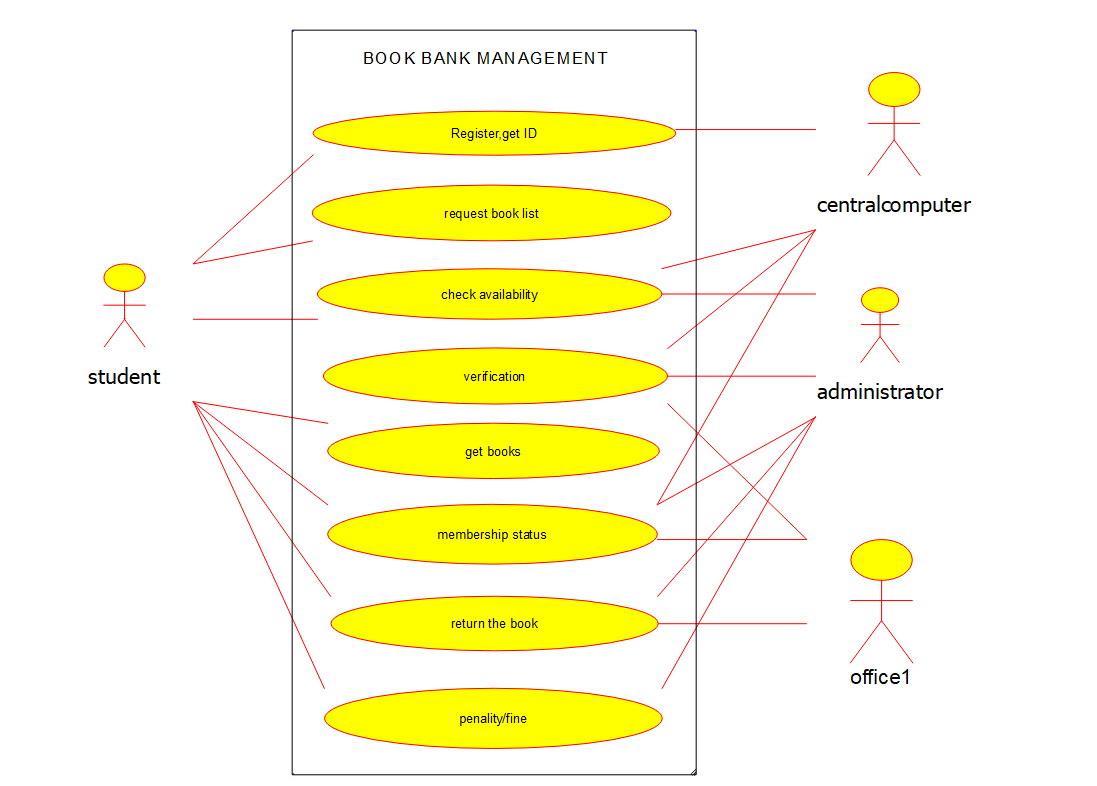 BOOK BANK MANAGEMENT
Register,get ID
request book list
check availability
verification
get books
membership status
return the book
penality/fine
student
centralcomputer
administrator
office1